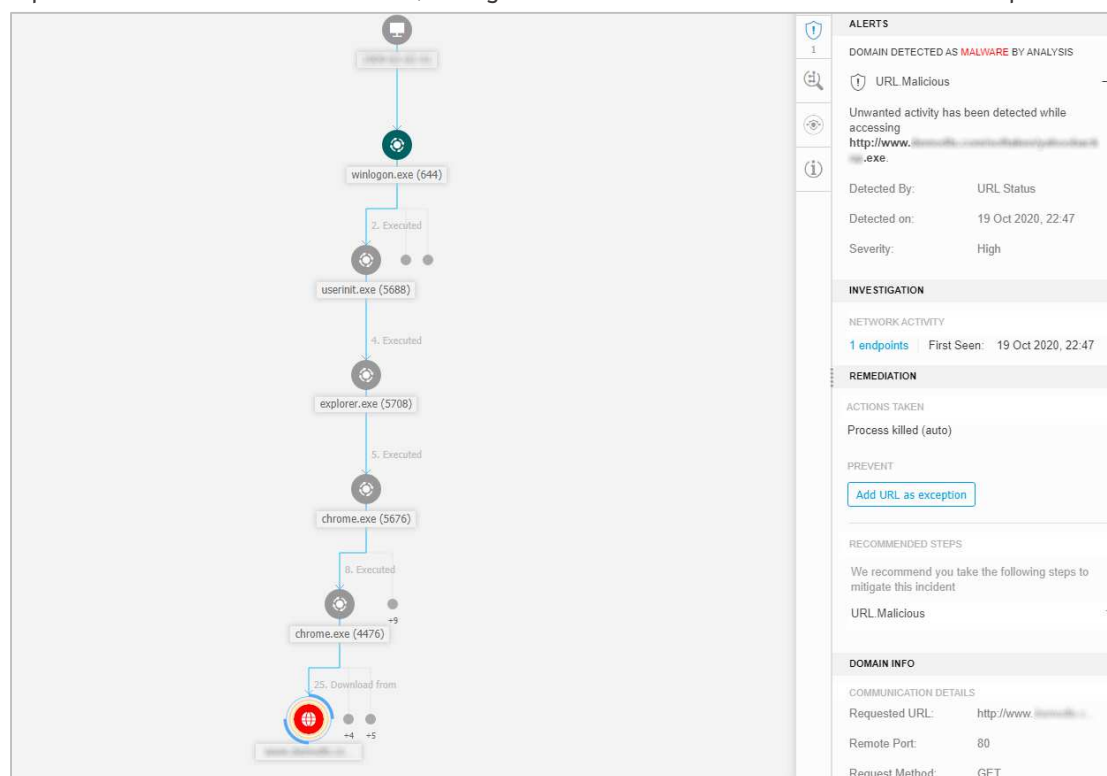 winlogon.exe (644)
2. Executed
userinit.exe (5688)
4. Executed
explorer.exe (5708)
5. Executed
chrome.exe (5676)
8. Executed
+9
chrome.exe (4476)
25. Download from
+4 +5
1
ALERTS
DOMAIN DETECTED AS MALWARE BY ANALYSIS
URL.Malicious
Unwanted activity has been detected while
accessing
http://www.
.exe.
Detected By: URL Status
Detected on: 19 Oct 2020, 22:47
Severity: High
INVESTIGATION
NETWORK ACTIVITY
1 endpoints First Seen: 19 Oct 2020, 22:47
REMEDIATION
ACTIONS TAKEN
Process killed (auto)
PREVENT
Add URL as exception
RECOMMENDED STEPS
We recommend you take the following steps to
mitigate this incident
URL.Malicious
DOMAIN INFO
COMMUNICATION DETAILS
Requested URL: http://www.
Remote Port: 80
Request Method: GET